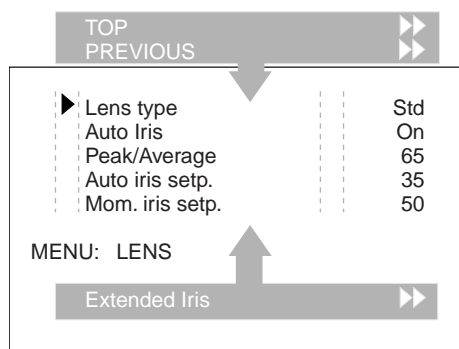 TOP
PREVIOUS
Lens type Std
Auto Iris On
Peak/Average 65
Auto iris setp. 35
Mom. iris setp. 50
MENU: LENS
Extended Iris